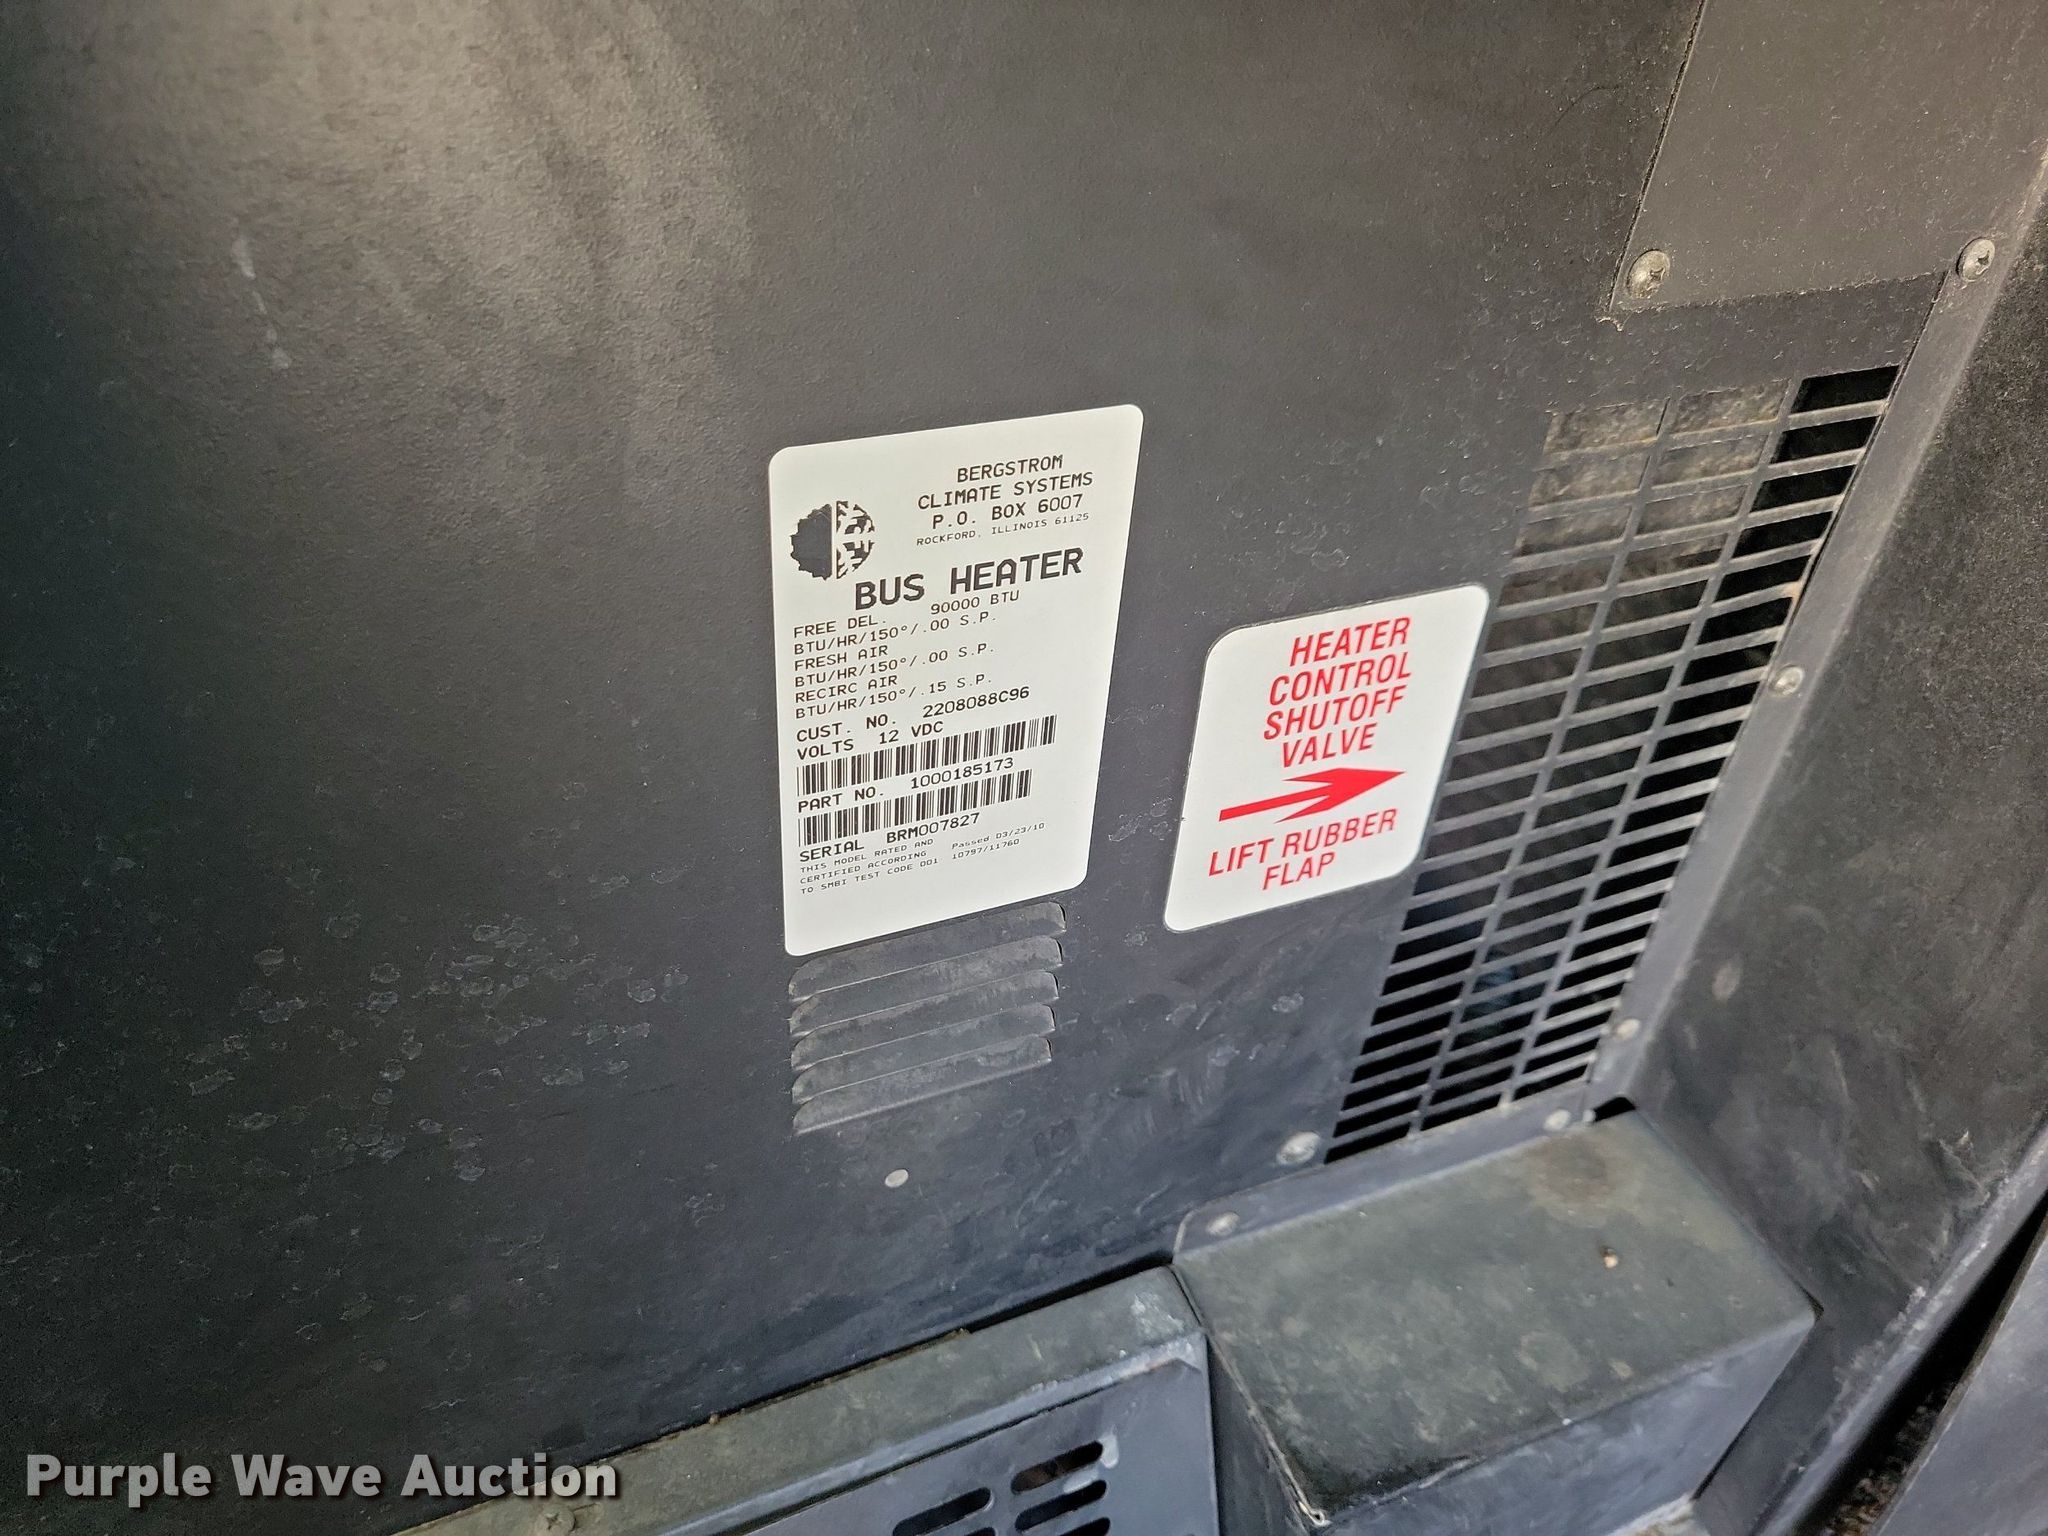 BERGSTROM
CLIMATE SYSTEMS
P.O. BOX 6007
ROCKFORD, ILLINOIS 61125
BUS HEATER
FREE DEL. 90000 BTU
BTU/HR/150°/.00 S.P.
FRESH AIR
BTU/HR/150°/.00 S.P.
RECIRC AIR
BTU/HR/150°/.15 S.P.
CUST. NO. 2208088C96
VOLTS 12 VDC
PART NO. 1000185173
SERIAL BRM007827
THIS MODEL RATED AND Passed 03/23/10
CERTIFIED ACCORDING 10797/11760
TO SMBI TEST CODE 001
HEATER
CONTROL
SHUTOFF
VALVE
LIFT RUBBER
FLAP
Purple Wave Auction